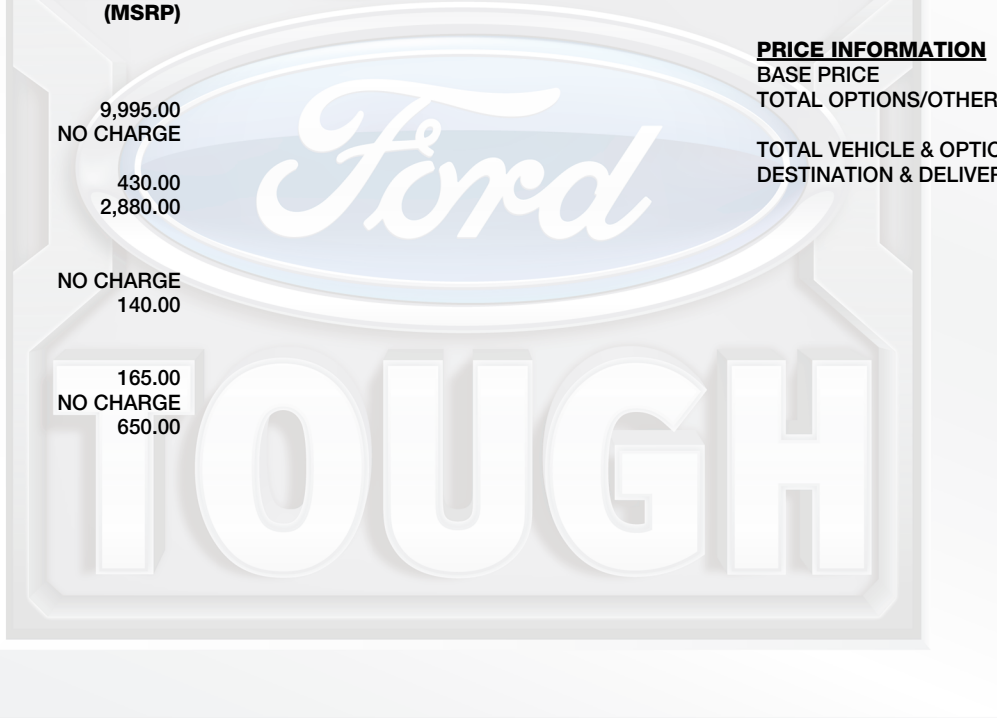 (MSRP)
9,995.00
NO CHARGE
430.00
2,880.00
NO CHARGE
140.00
165.00
NO CHARGE
650.00
PRICE INFORMATION
BASE PRICE
TOTAL OPTIONS/OTHER
TOTAL VEHICLE & OPTIO
DESTINATION & DELIVER
Ford
TOUGH